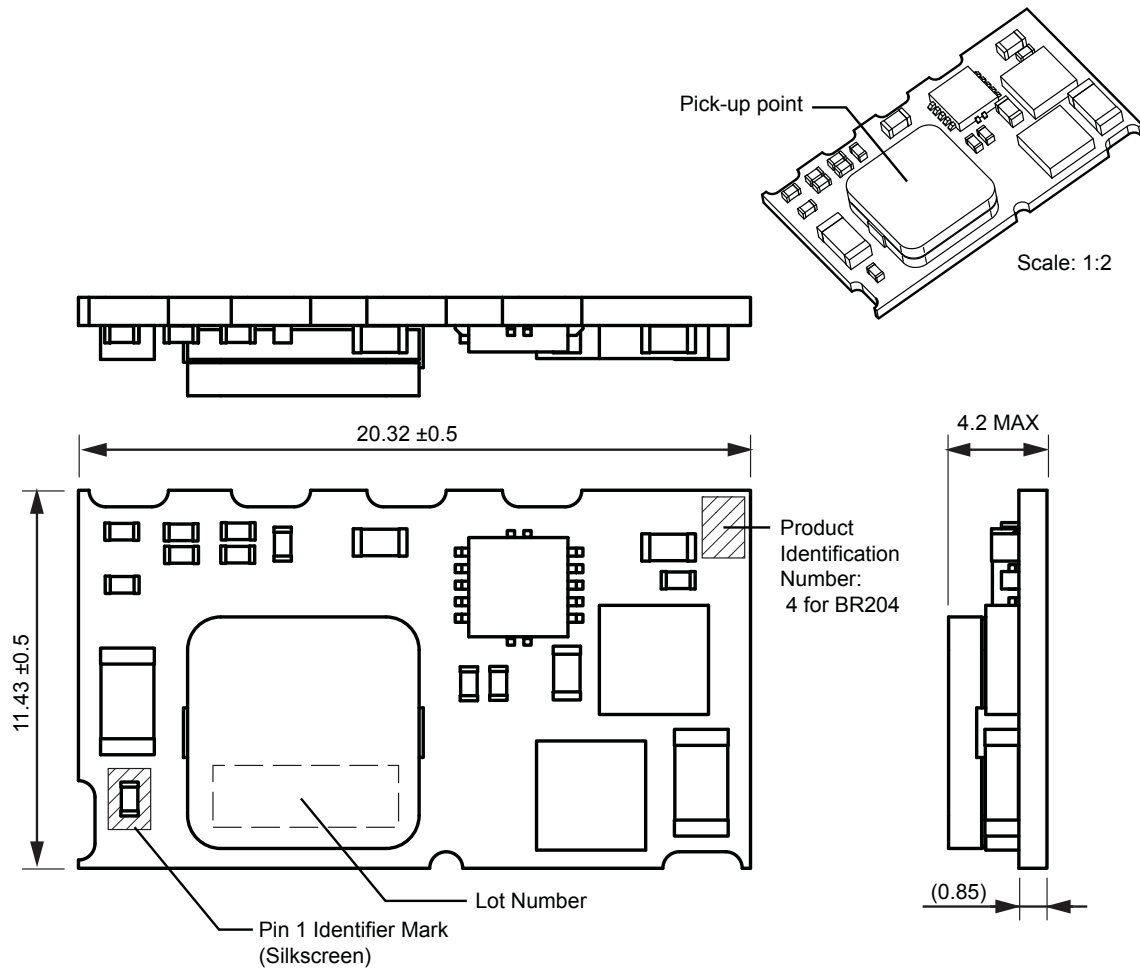 Pick-up point
Scale: 1:2
20.32 ±0.5
4.2 MAX
Product
Identification
Number:
4 for BR204
11.43 ±0.5
(0.85)
Lot Number
Pin 1 Identifier Mark
(Silkscreen)